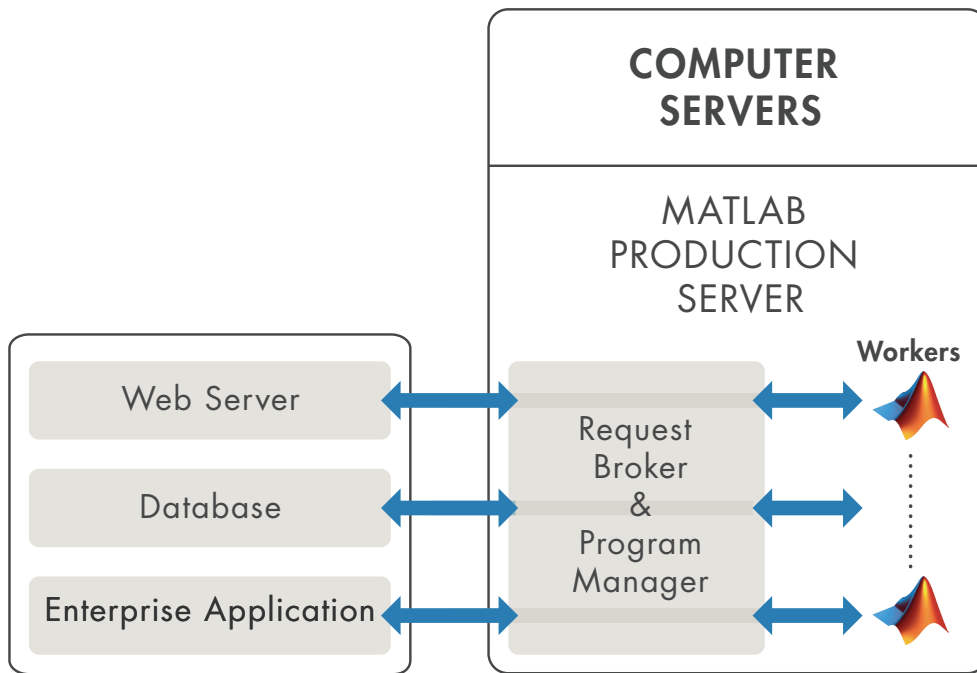 COMPUTER
SERVERS
MATLAB
PRODUCTION
SERVER
Workers
Web Server
Database
Enterprise Application
Request
Broker
&
Program
Manager